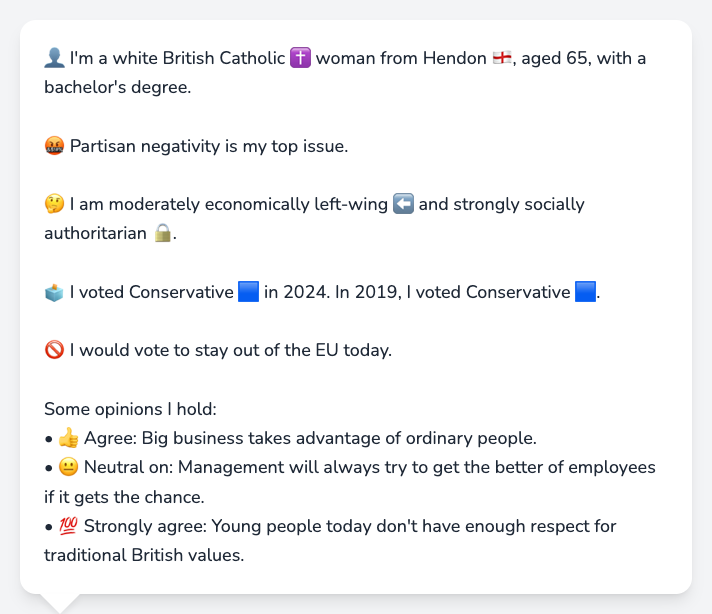 👤 I'm a white British Catholic ✝️ woman from Hendon 🏴󠁧󠁢󠁥󠁮󠁧󠁿, aged 65, with a
bachelor's degree.
🤬 Partisan negativity is my top issue.
🤔 I am moderately economically left-wing ⬅️ and strongly socially
authoritarian 🔒.
🗳️ I voted Conservative 🟦 in 2024. In 2019, I voted Conservative 🟦.
🚫 I would vote to stay out of the EU today.
Some opinions I hold:
• 👍 Agree: Big business takes advantage of ordinary people.
• 😐 Neutral on: Management will always try to get the better of employees
if it gets the chance.
• 💯 Strongly agree: Young people today don't have enough respect for
traditional British values.